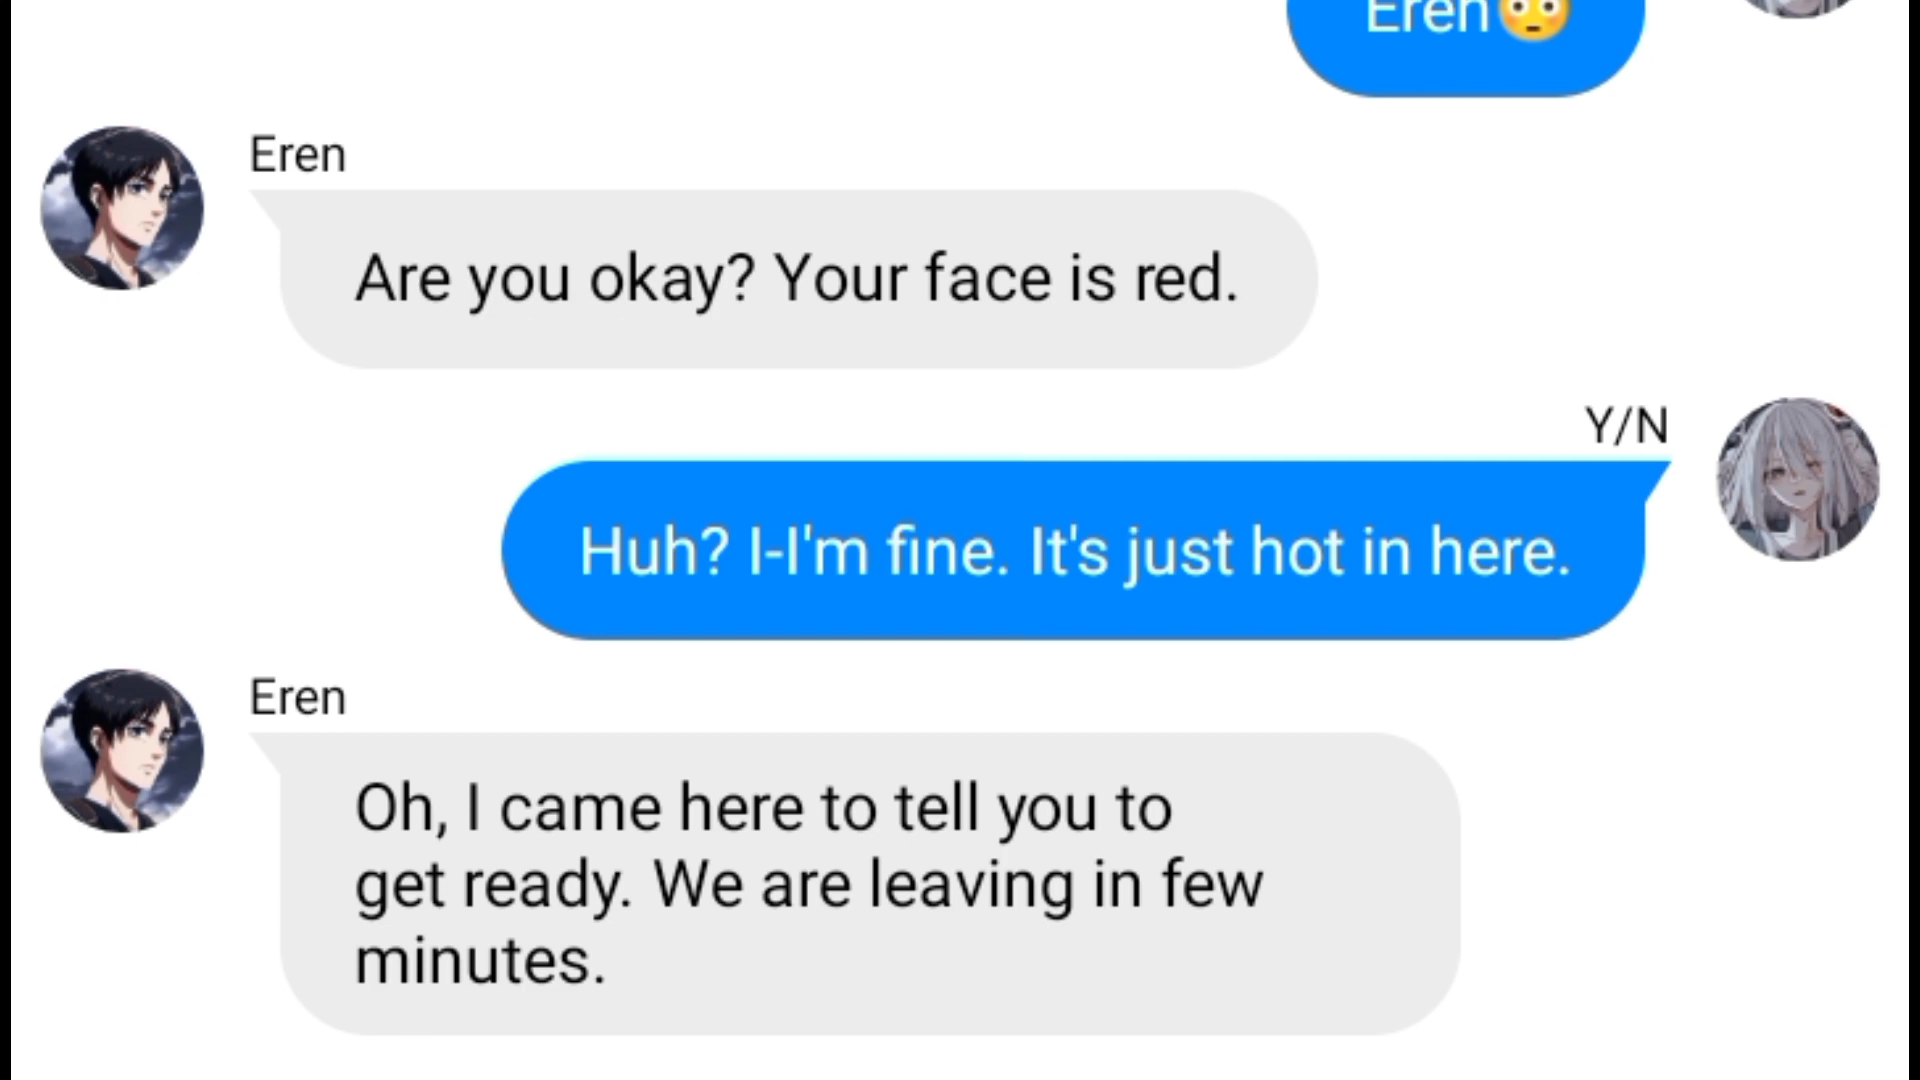 Eren😳
Eren
Are you okay? Your face is red.
Y/N
Huh? I-I'm fine. It's just hot in here.
Eren
Oh, I came here to tell you to
get ready. We are leaving in few
minutes.